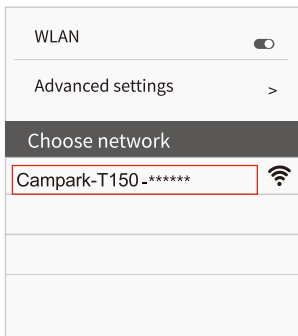 WLAN
Advanced settings >
Choose network
Campark-T150-******